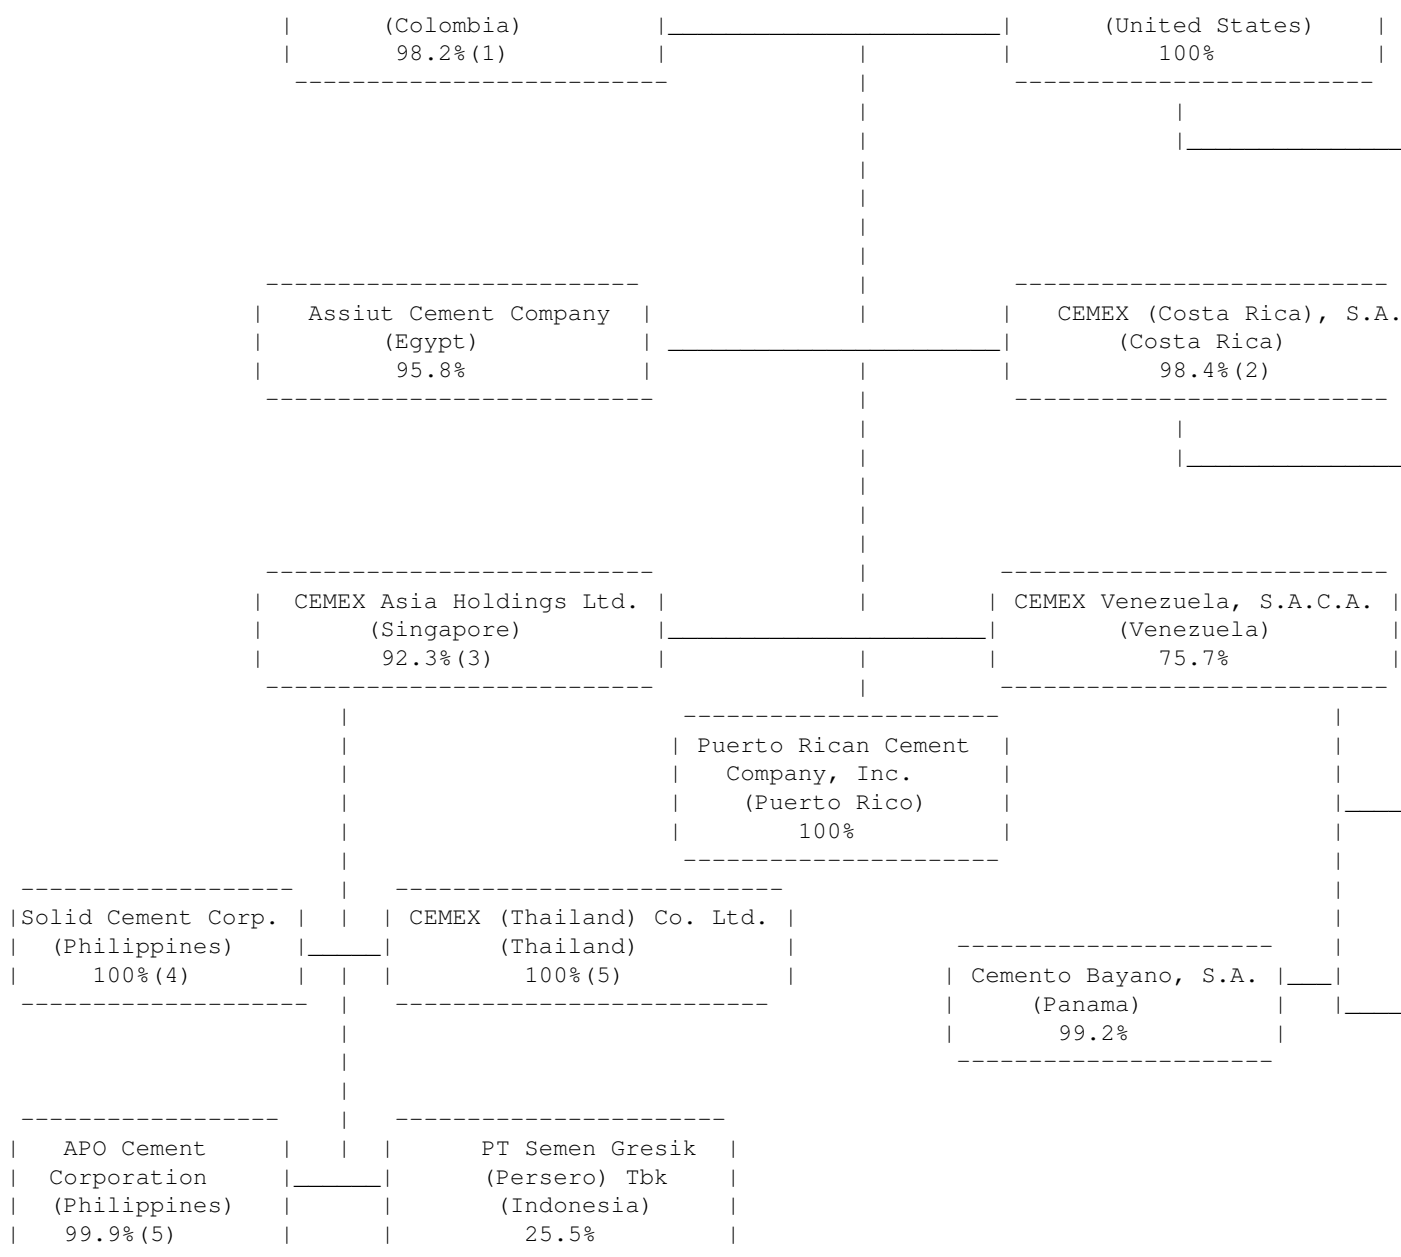 (Colombia) (United States)
98.2%(1) 100%
Assiut Cement Company CEMEX (Costa Rica), S.A.
(Egypt) (Costa Rica)
95.8% 98.4%(2)
CEMEX Asia Holdings Ltd. CEMEX Venezuela, S.A.C.A.
(Singapore) (Venezuela)
92.3%(3) 75.7%
Puerto Rican Cement
Company, Inc.
(Puerto Rico)
100%
Solid Cement Corp. CEMEX (Thailand) Co. Ltd.
(Philippines) (Thailand)
100%(4) 100%(5)
Cemento Bayano, S.A.
(Panama)
99.2%
APO Cement PT Semen Gresik
Corporation (Persero) Tbk
(Philippines) (Indonesia)
99.9%(5) 25.5%